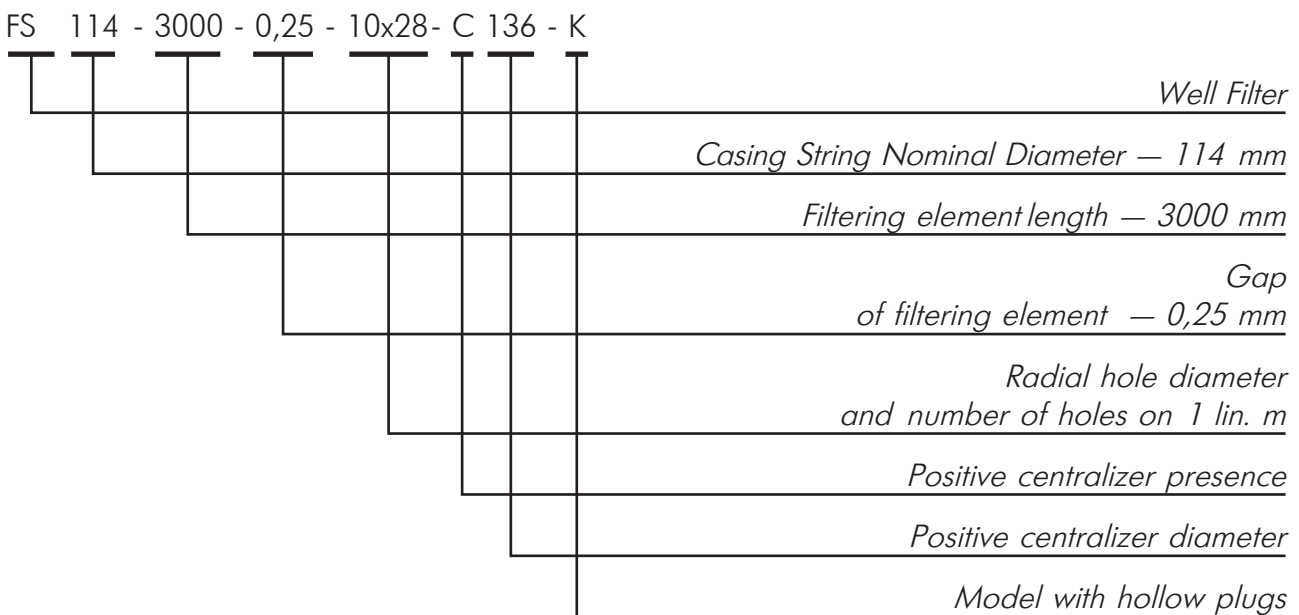 FS 114 - 3000 - 0,25 - 10x28- C 136 - K
Well Filter
Casing String Nominal Diameter — 114 mm
Filtering element length — 3000 mm
Gap
of filtering element — 0,25 mm
Radial hole diameter
and number of holes on 1 lin. m
Positive centralizer presence
Positive centralizer diameter
Model with hollow plugs